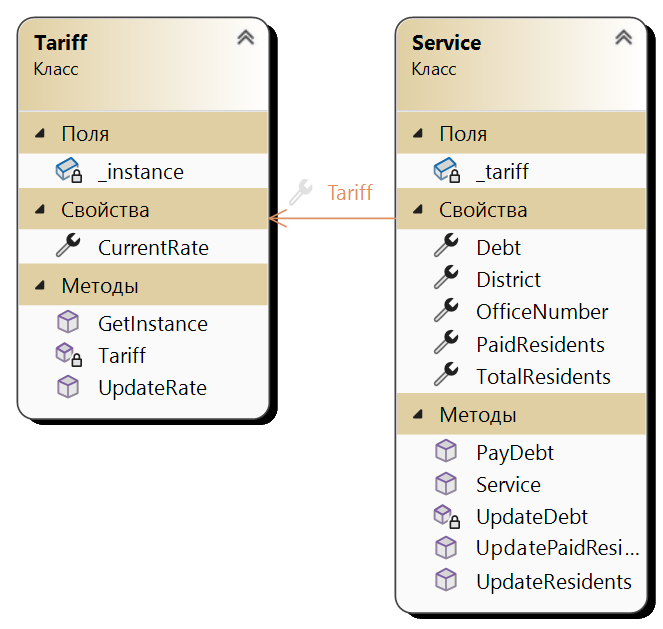 Tariff
Класс
Поля
_instance
Свойства
CurrentRate
Методы
GetInstance
Tariff
UpdateRate
Tariff
Service
Класс
Поля
_tariff
Свойства
Debt
District
OfficeNumber
PaidResidents
TotalResidents
Методы
PayDebt
Service
UpdateDebt
UpdatePaidResi...
UpdateResidents